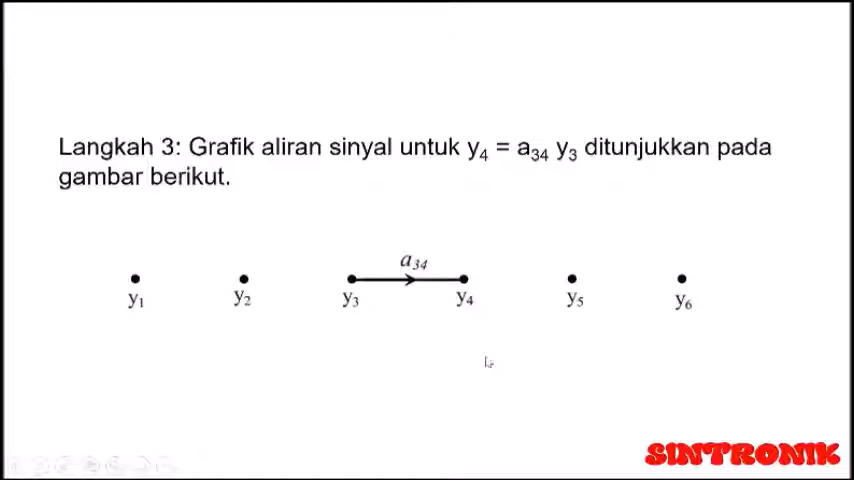 Langkah 3: Grafik aliran sinyal untuk y₄ = a₃₄ y₃ ditunjukkan pada
gambar berikut.
a₃₄
y₁ y₂ y₃ y₄ y₅ y₆
SINTRONIK